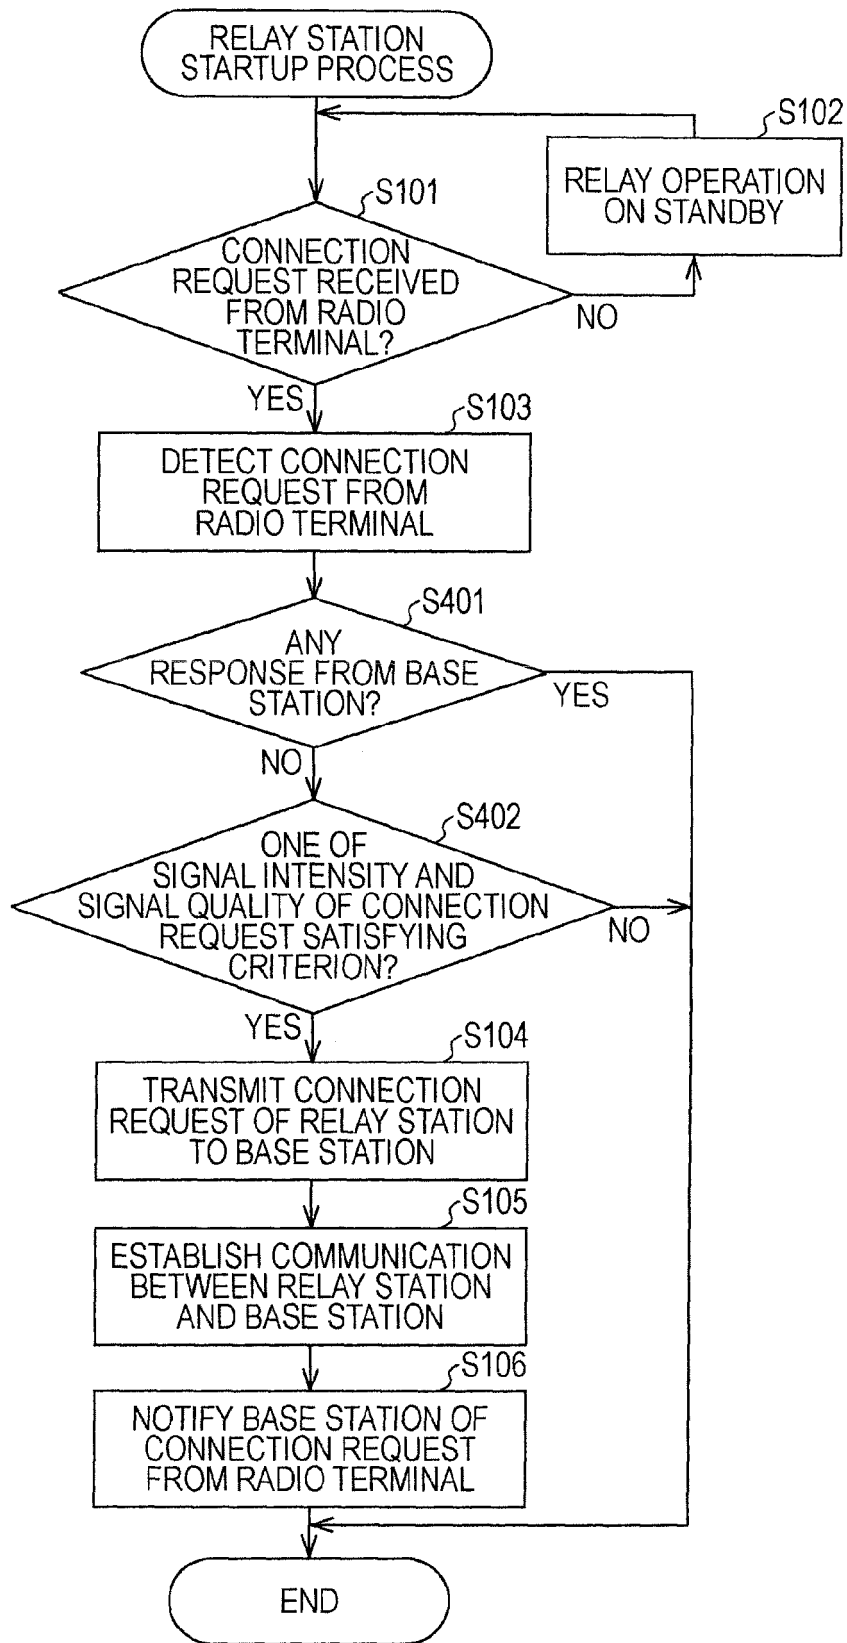 RELAY STATION
STARTUP PROCESS
S102
RELAY OPERATION
ON STANDBY
S101
CONNECTION
REQUEST RECEIVED
FROM RADIO
TERMINAL?
NO
YES
S103
DETECT CONNECTION
REQUEST FROM
RADIO TERMINAL
S401
ANY
RESPONSE FROM BASE
STATION?
YES
NO
S402
ONE OF
SIGNAL INTENSITY AND
SIGNAL QUALITY OF CONNECTION
REQUEST SATISFYING
CRITERION?
NO
YES
S104
TRANSMIT CONNECTION
REQUEST OF RELAY STATION
TO BASE STATION
S105
ESTABLISH COMMUNICATION
BETWEEN RELAY STATION
AND BASE STATION
S106
NOTIFY BASE STATION OF
CONNECTION REQUEST
FROM RADIO TERMINAL
END